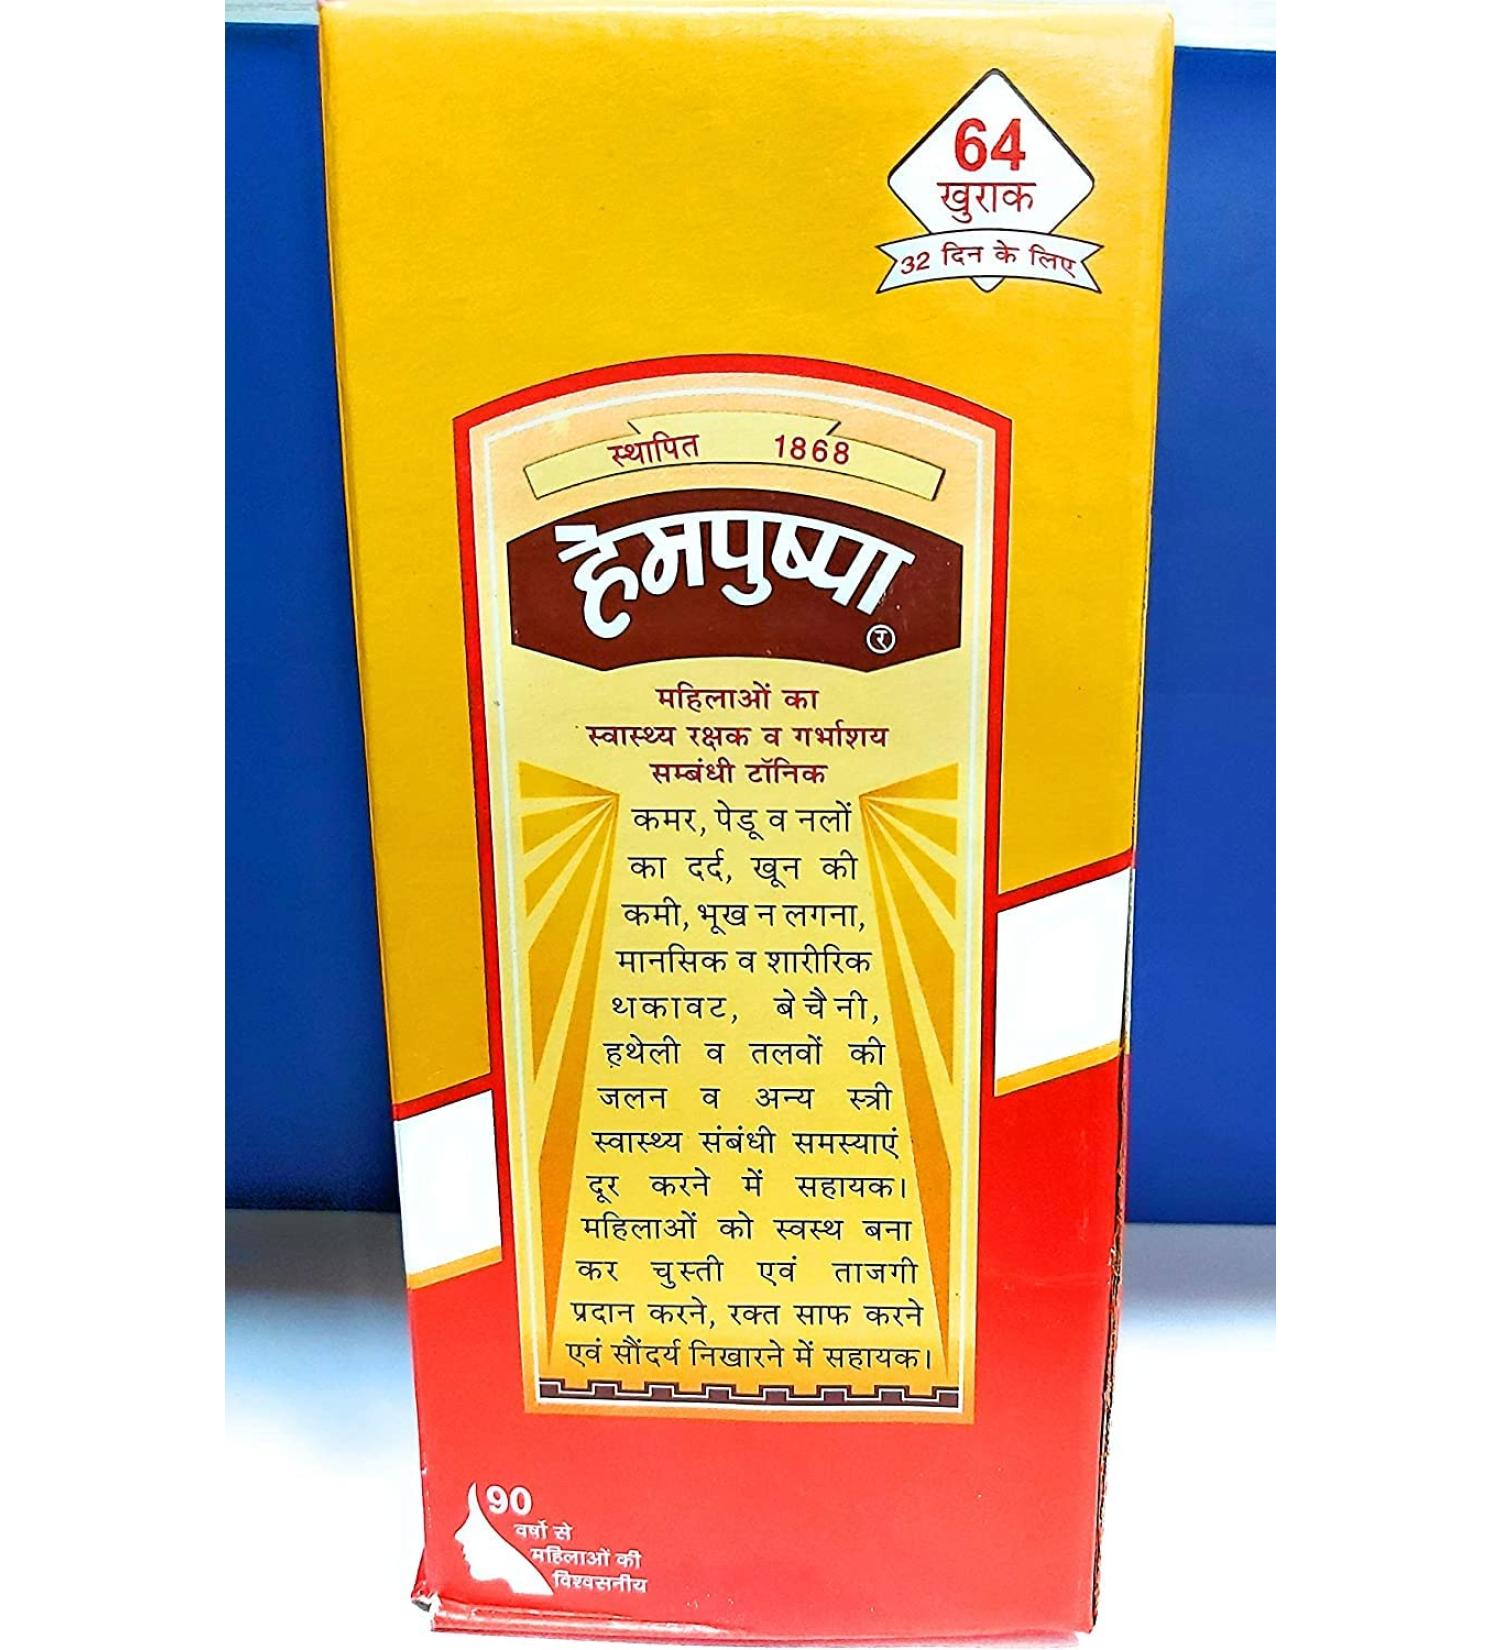 64
खुराक
32 दिन के लिए
स्थापित 1868
हेमपुष्पा
®
महिलाओं का
स्वास्थ्य रक्षक व गर्भाशय
सम्बंधी टॉनिक
कमर, पेडू व नलों
का दर्द, खून की
कमी, भूख न लगना,
मानसिक व शारीरिक
थकावट, बेचैनी,
हथेली व तलवों की
जलन व अन्य स्त्री
स्वास्थ्य संबंधी समस्याएं
दूर करने में सहायक।
महिलाओं को स्वस्थ बना
कर चुस्ती एवं ताजगी
प्रदान करने, रक्त साफ करने
एवं सौंदर्य निखारने में सहायक।
90
वर्षो से
महिलाओं की
विश्वसनीय